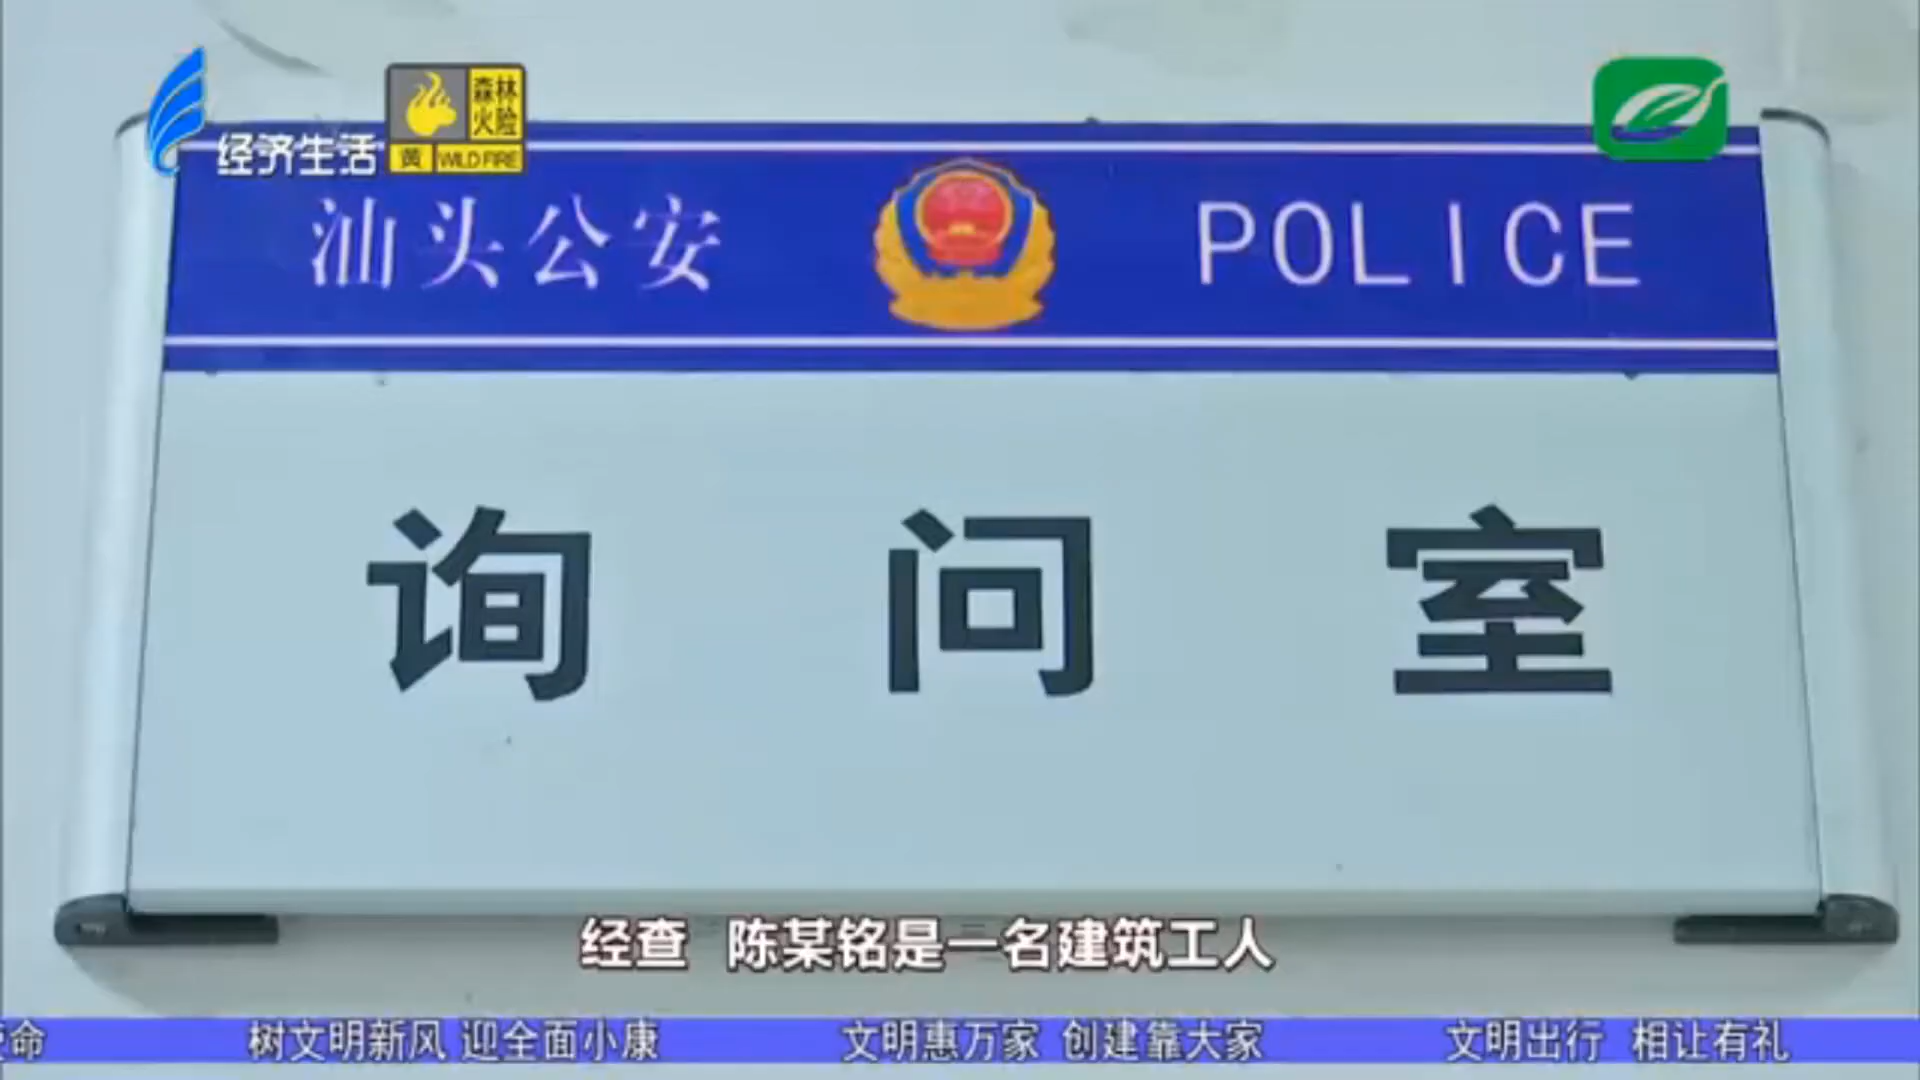 经济生活
森林火险
黄 WILD FIRE
汕头公安 POLICE
询问室
经查 陈某铭是一名建筑工人
命 树文明新风 迎全面小康 文明惠万家 创建靠大家 文明出行 相让有礼